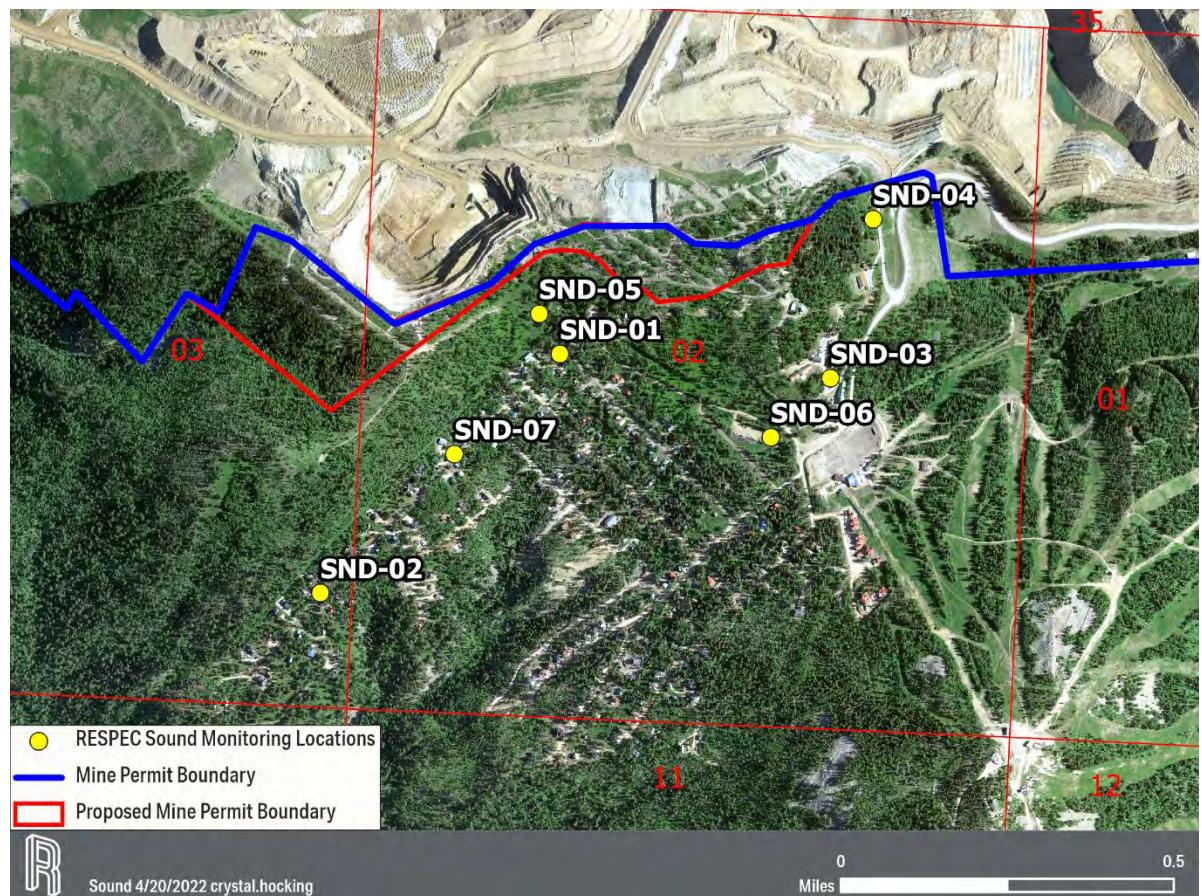 35
SND-04
SND-05
SND-01
03
02
SND-03
01
SND-06
SND-07
SND-02
11
12
RESPEC Sound Monitoring Locations
Mine Permit Boundary
Proposed Mine Permit Boundary
R
Sound 4/20/2022 crystal.hocking
0
0.5
Miles